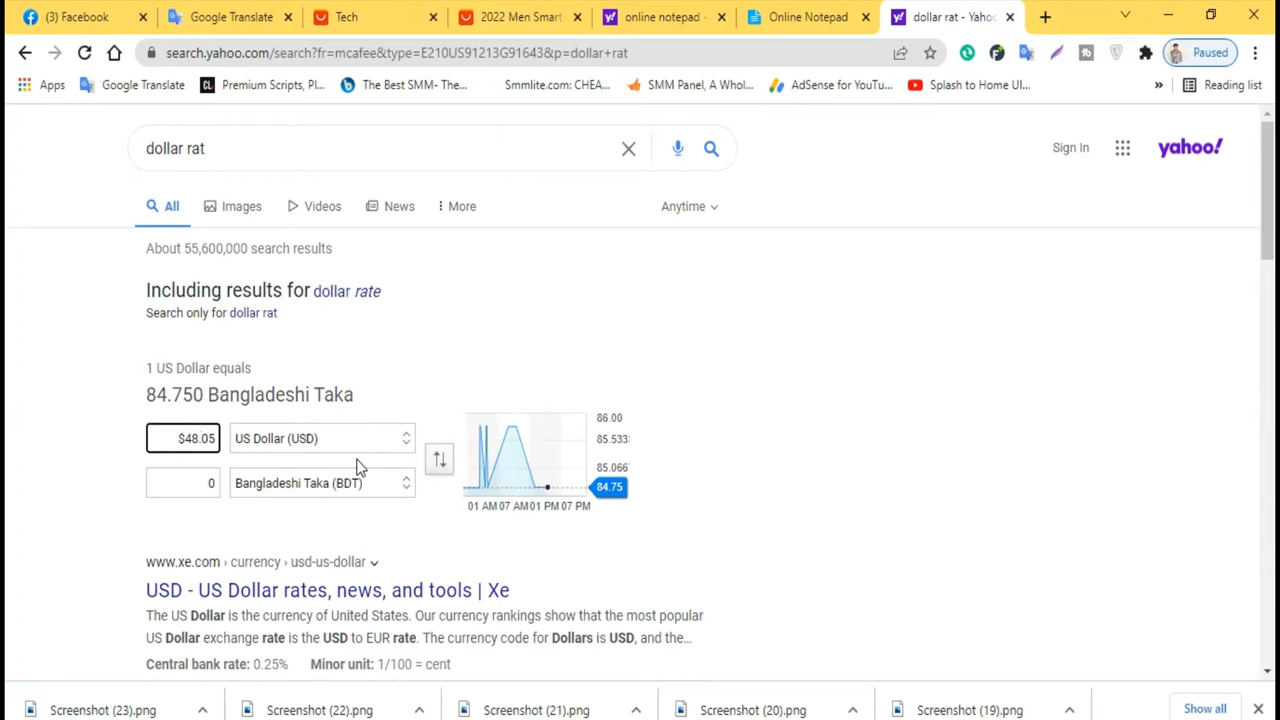 (3) Facebook
Google Translate
Tech
2022 Men Smart
online notepad -
Online Notepad
dollar rat - Yahoo
search.yahoo.com/search?fr=mcafee&type=E210US91213G91643&p=dollar+rat
Paused
Apps
Google Translate
CL
Premium Scripts, Pl...
The Best SMM- The...
Smmlite.com: CHEA...
SMM Panel, A Whol...
AdSense for YouTu...
Splash to Home UI...
»
Reading list
dollar rat
Sign In
yahoo!
All
Images
Videos
News
More
Anytime
About 55,600,000 search results
Including results for dollar rate
Search only for dollar rat
1 US Dollar equals
84.750 Bangladeshi Taka
$48.05
US Dollar (USD)
0
Bangladeshi Taka (BDT)
86.00
85.533
85.066
84.75
01 AM 07 AM 01 PM 07 PM
www.xe.com › currency › usd-us-dollar
USD - US Dollar rates, news, and tools | Xe
The US Dollar is the currency of United States. Our currency rankings show that the most popular
US Dollar exchange rate is the USD to EUR rate. The currency code for Dollars is USD, and the...
Central bank rate: 0.25% Minor unit: 1/100 = cent
Screenshot (23).png
Screenshot (22).png
Screenshot (21).png
Screenshot (20).png
Screenshot (19).png
Show all